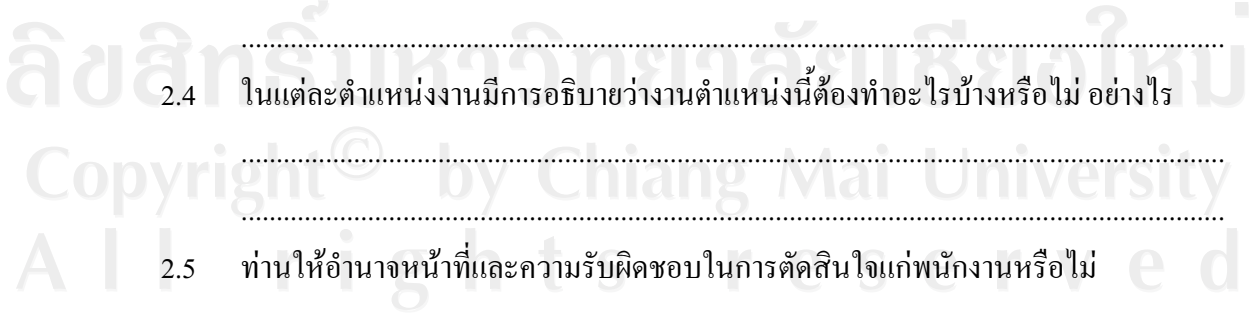 ลิขสิทธิ์มหาวิทยาลัยเชียงใหม่
................................................................................................................................
2.4 ในแต่ละตำแหน่งงานมีการอธิบายว่างานตำแหน่งนี้ต้องทำอะไรบ้างหรือไม่ อย่างไร
................................................................................................................................
Copyright© by Chiang Mai University
................................................................................................................................
2.5 ท่านให้อำนาจหน้าที่และความรับผิดชอบในการตัดสินใจแก่พนักงานหรือไม่
All rights reserved